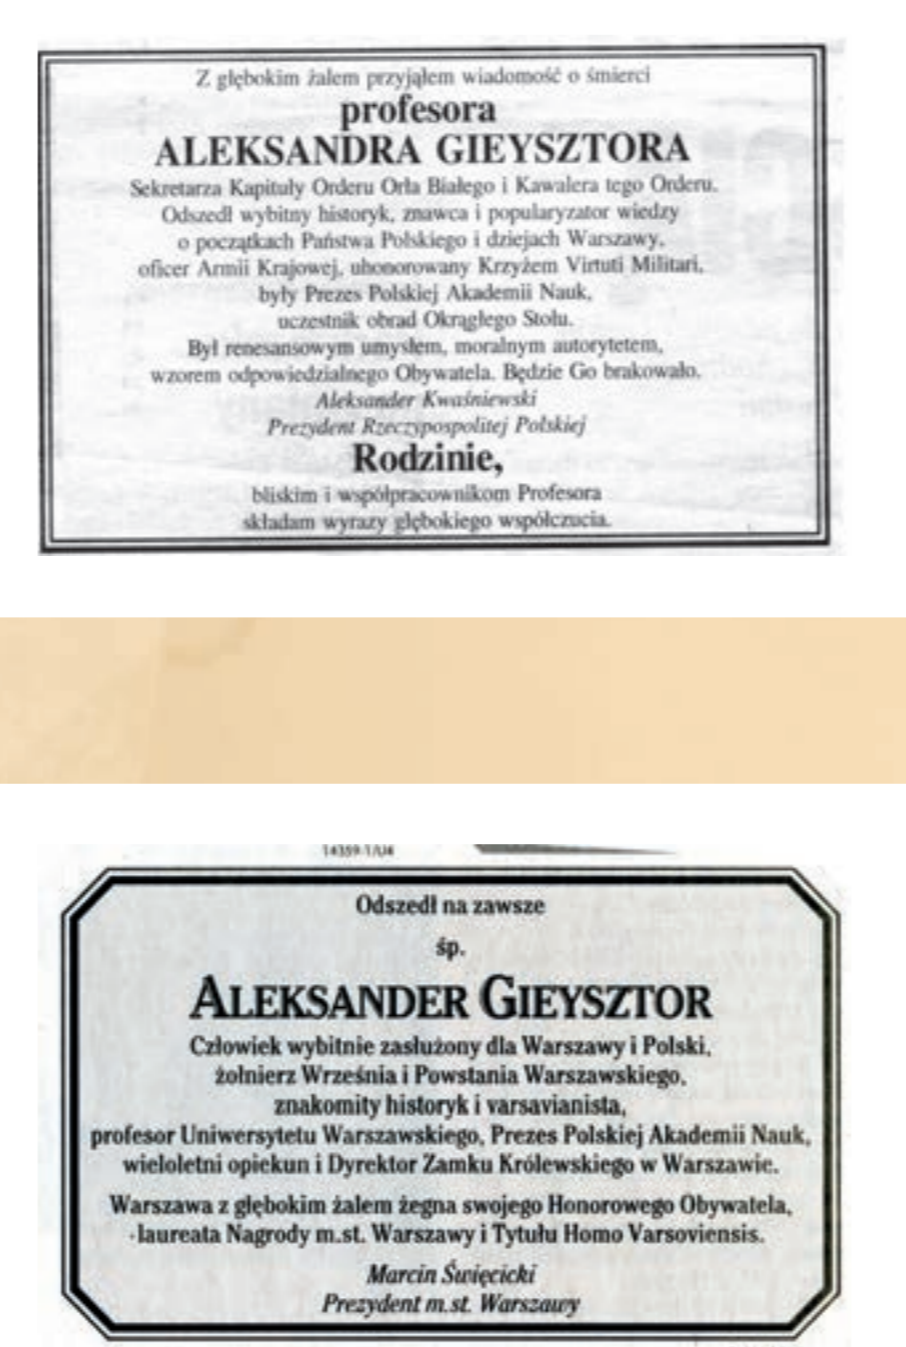 Z głębokim żalem przyjąłem wiadomość o śmierci
profesora
ALEKSANDRA GIEYSZTORA
Sekretarza Kapituły Orderu Orła Białego i Kawalera tego Orderu.
Odszedł wybitny historyk, znawca i popularyzator wiedzy
o początkach Państwa Polskiego i dziejach Warszawy,
oficer Armii Krajowej, uhonorowany Krzyżem Virtuti Militari,
były Prezes Polskiej Akademii Nauk,
uczestnik obrad Okrągłego Stołu.
Był renesansowym umysłem, moralnym autorytetem,
wzorem odpowiedzialnego Obywatela. Będzie Go brakowało.
Aleksander Kwaśniewski
Prezydent Rzeczypospolitej Polskiej
Rodzinie,
bliskim i współpracownikom Profesora
składam wyrazy głębokiego współczucia.
14359-1/U4
Odszedł na zawsze
śp.
ALEKSANDER GIEYSZTOR
Człowiek wybitnie zasłużony dla Warszawy i Polski,
żołnierz Września i Powstania Warszawskiego,
znakomity historyk i varsavianista,
profesor Uniwersytetu Warszawskiego, Prezes Polskiej Akademii Nauk,
wieloletni opiekun i Dyrektor Zamku Królewskiego w Warszawie.
Warszawa z głębokim żalem żegna swojego Honorowego Obywatela,
laureata Nagrody m.st. Warszawy i Tytułu Homo Varsoviensis.
Marcin Święcicki
Prezydent m.st. Warszawy